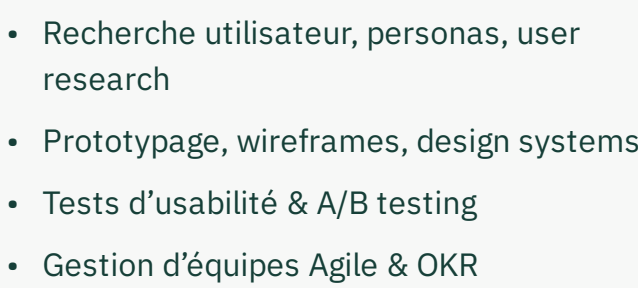 • Recherche utilisateur, personas, user
research
• Prototypage, wireframes, design systems
• Tests d’usabilité & A/B testing
• Gestion d’équipes Agile & OKR